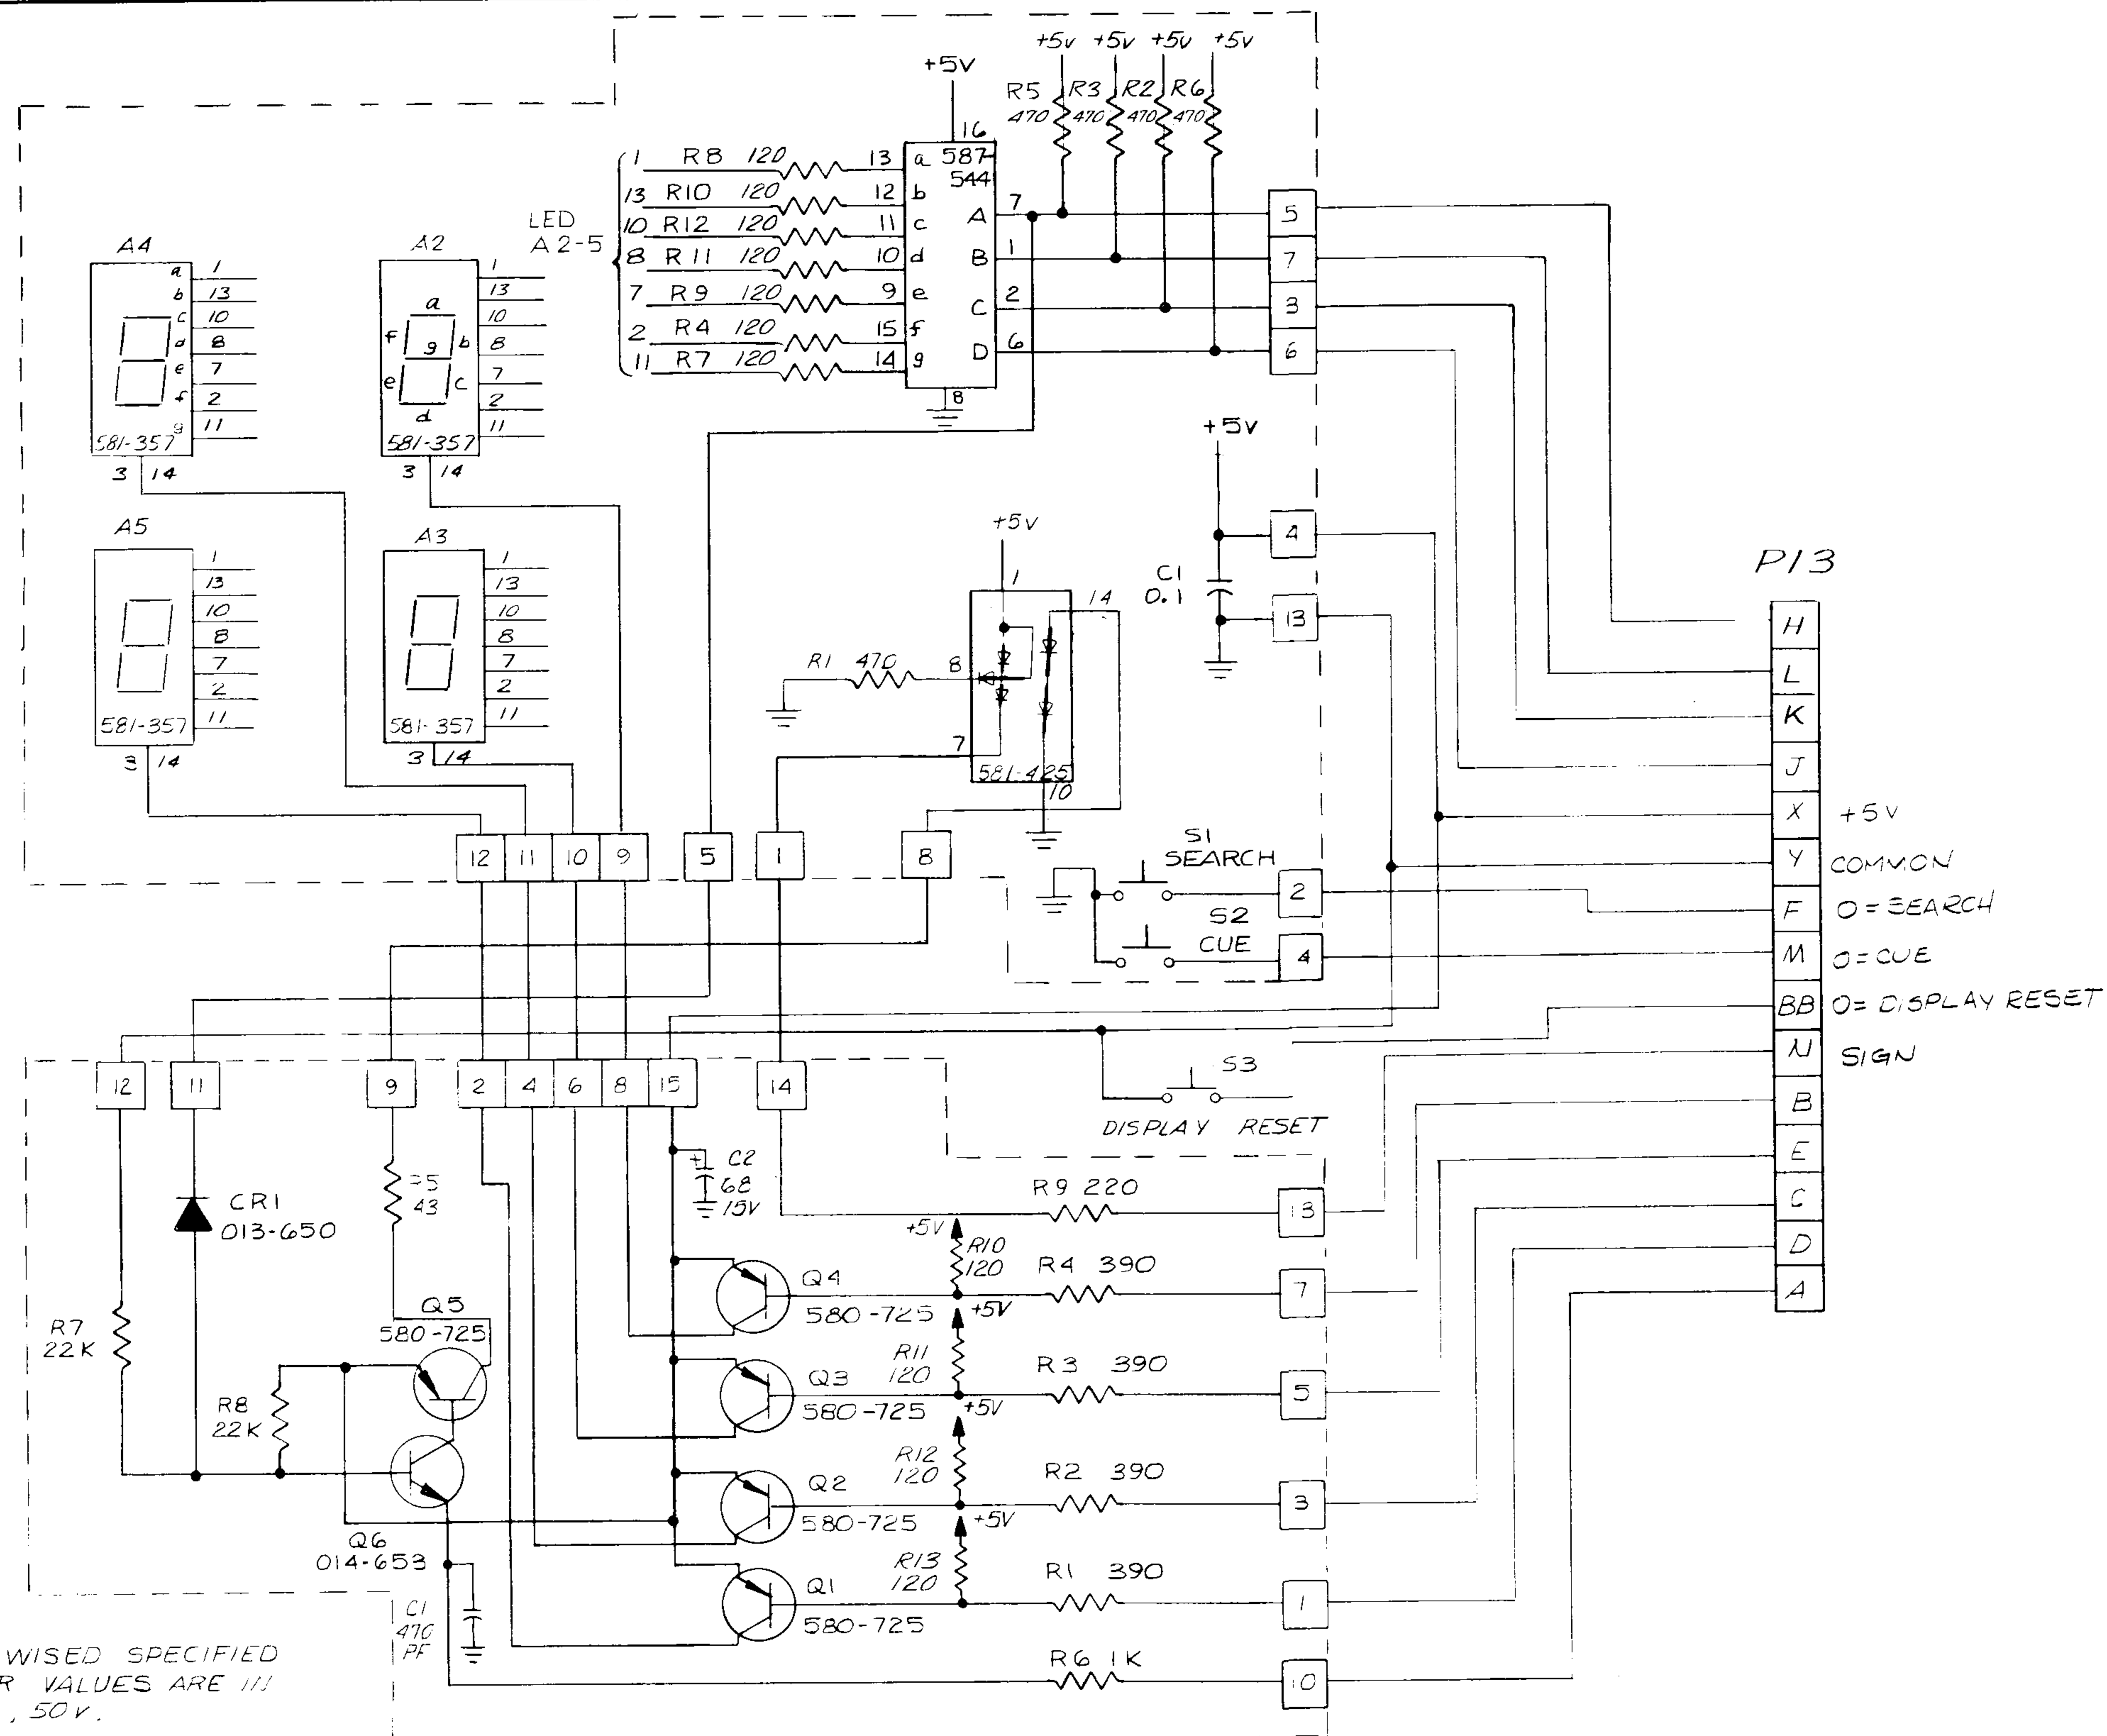 +5V +5V +5V +5V
+5V
R5 R3 R2 R6
470 470 470 470
16
587-
544
1 R8 120 13 a
13 R10 120 12 b
10 R12 120 11 c
8 R11 120 10 d
7 R9 120 9 e
2 R4 120 15 f
11 R7 120 14 g
LED
A2-5
A 7
B 1
C 2
D 6
8
5
7
3
6
A4
a 1
b 13
c 10
d 8
e 7
f 2
g 11
581-357
3 14
A2
a
f g b
e c
d
1
13
10
8
7
2
11
581-357
3 14
A5
1
13
10
8
7
2
11
581-357
3 14
A3
1
13
10
8
7
2
11
581-357
3 14
+5V
1
14
R1 470 8
7
581-425
10
+5V
4
C1
0.1
13
12 11 10 9 5 1 8
S1
SEARCH
2
S2
CUE
4
P13
H
L
K
J
X +5V
Y COMMON
F 0=SEARCH
M 0=CUE
BB 0= DISPLAY RESET
N SIGN
B
E
C
D
A
12 11 9 2 4 6 8 15 14
S3
DISPLAY RESET
CR1
013-650
43
+ C2
68
15V
R9 220
13
+5V
R10
120
R4 390
7
Q4
580-725
+5V
R11
120
R3 390
5
Q3
580-725
+5V
R12
120
R2 390
3
Q2
580-725
+5V
R13
120
R1 390
1
Q1
580-725
R6 1K
10
R7
22K
R8
22K
Q5
580-725
Q6
014-653
C1
470
PF
WISED SPECIFIED
R VALUES ARE IN
, 50V.